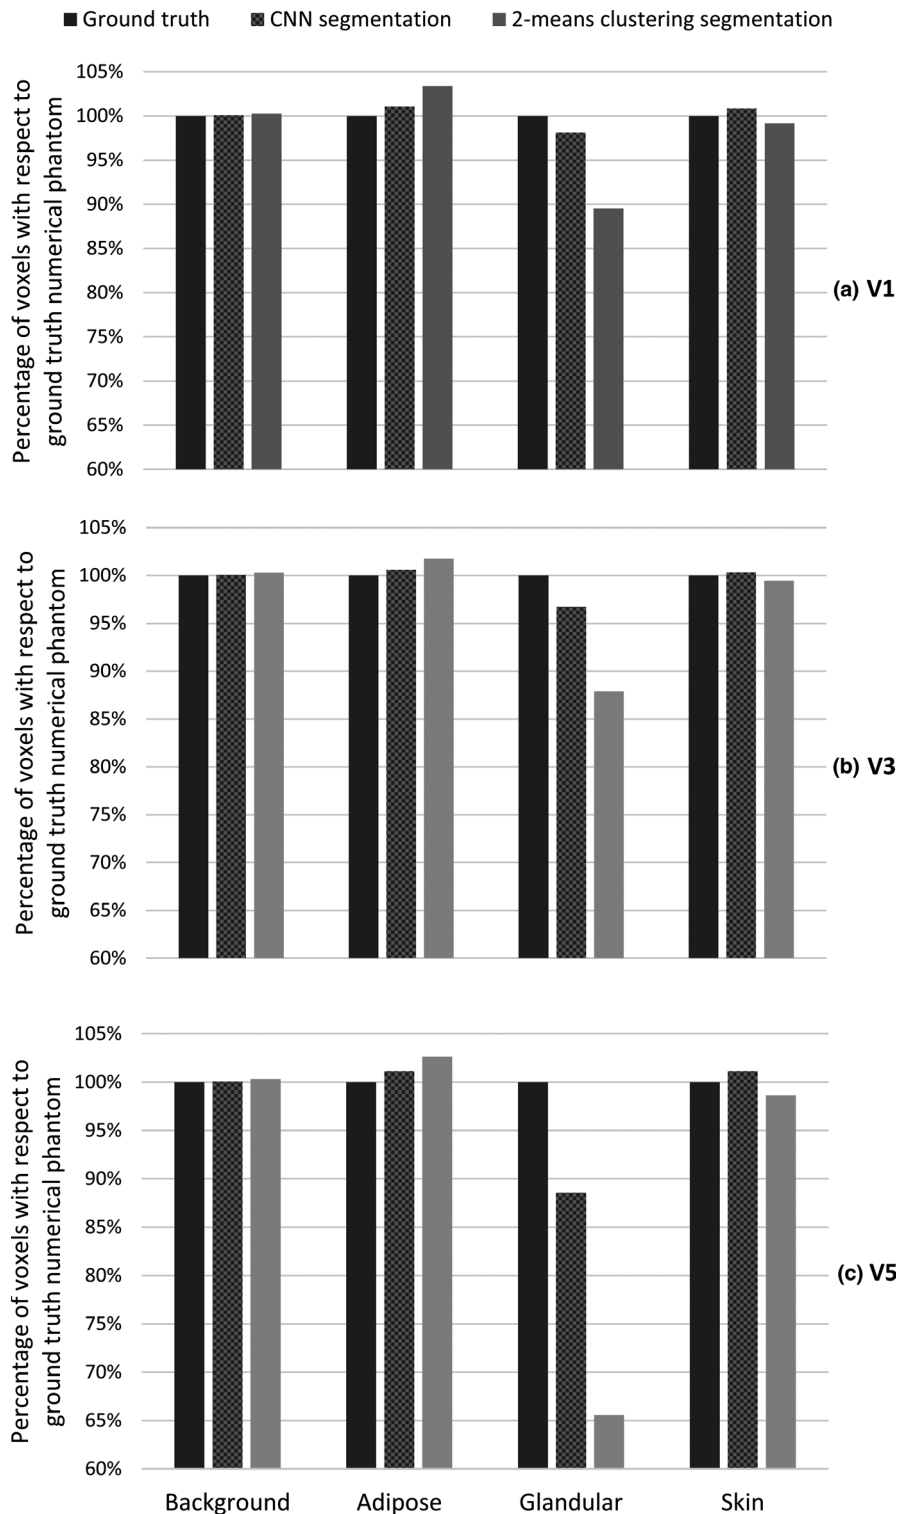 Ground truth CNN segmentation 2-means clustering segmentation
Percentage of voxels with respect to
ground truth numerical phantom
105%
100%
95%
90%
85%
80%
75%
70%
65%
60%
(a) V1
Percentage of voxels with respect to
ground truth numerical phantom
105%
100%
95%
90%
85%
80%
75%
70%
65%
60%
(b) V3
Percentage of voxels with respect to
ground truth numerical phantom
105%
100%
95%
90%
85%
80%
75%
70%
65%
60%
(c) V5
Background Adipose Glandular Skin